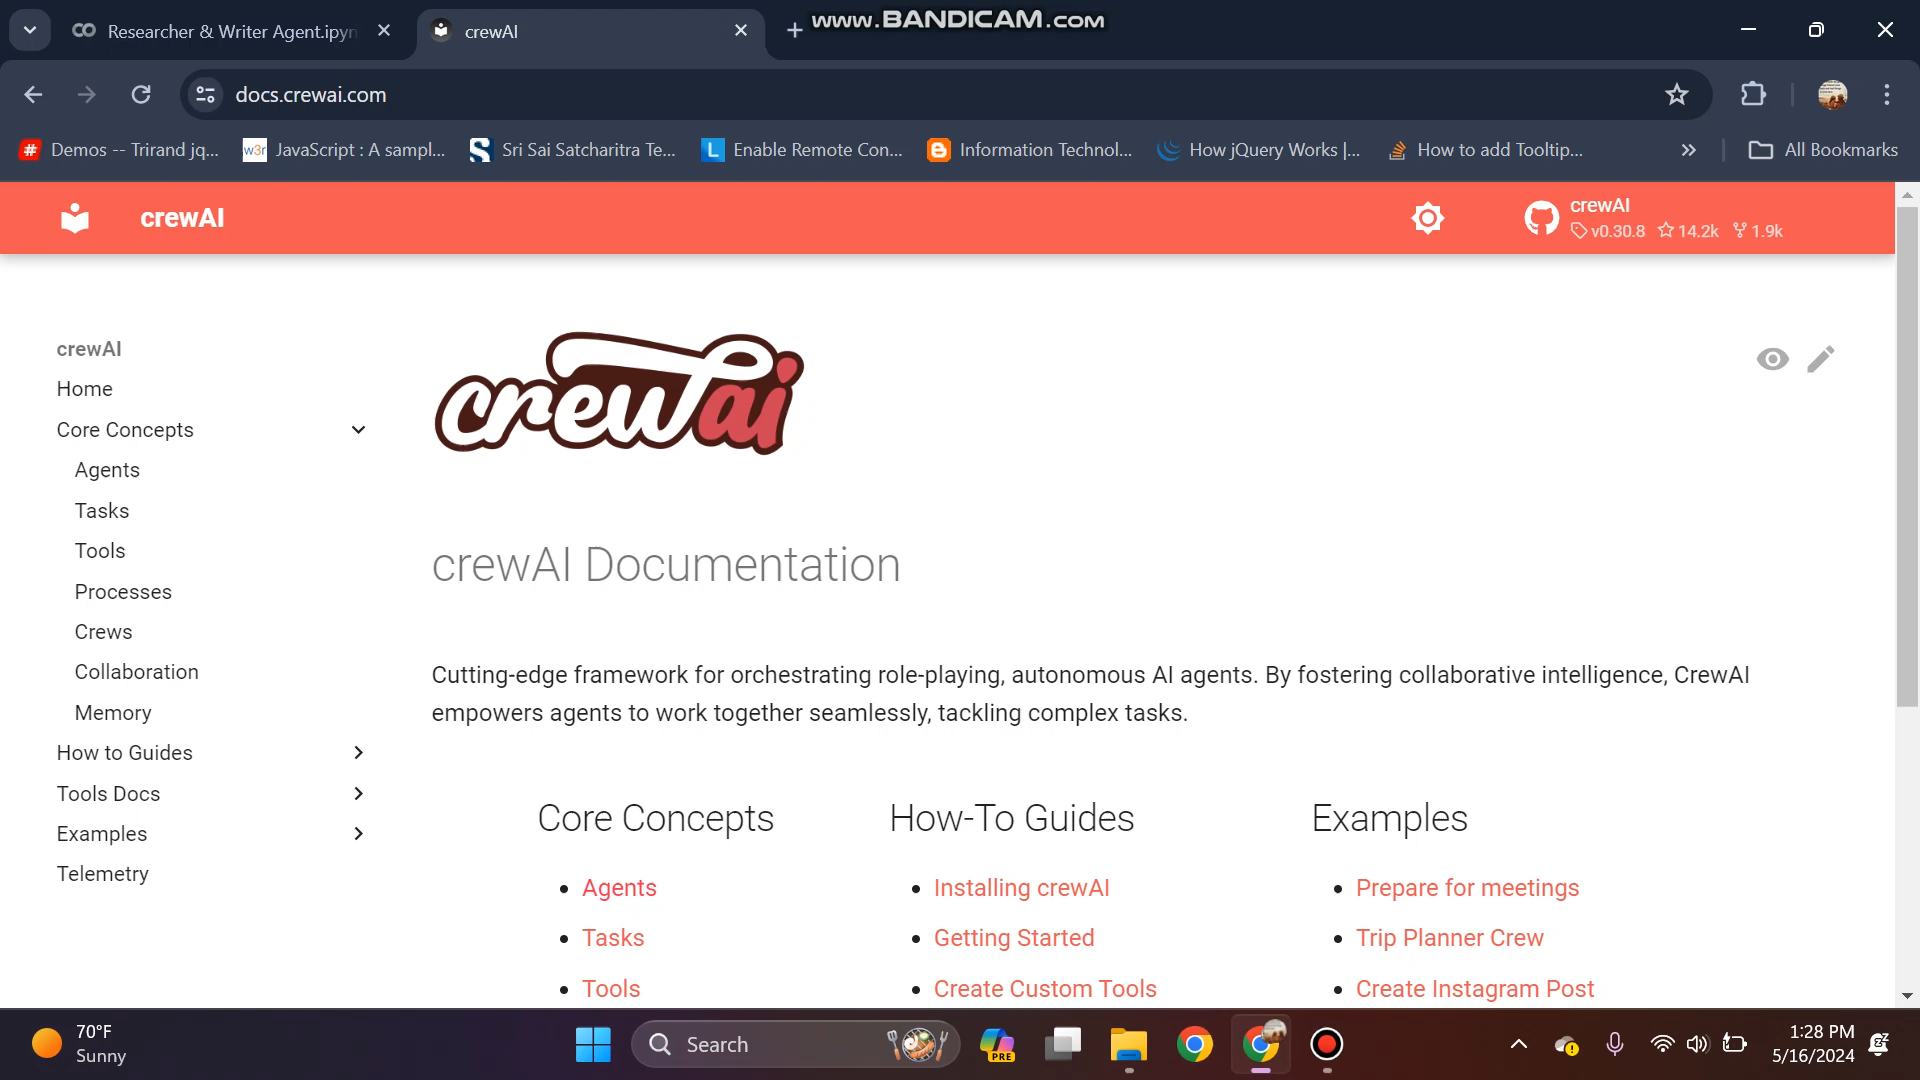 Researcher & Writer Agent.ipyn
crewAI
www.BANDICAM.com
docs.crewai.com
Demos -- Trirand jq...
w3r
JavaScript : A sampl...
Sri Sai Satcharitra Te...
Enable Remote Con...
Information Technol...
How jQuery Works |...
How to add Tooltip...
All Bookmarks
crewAI
crewAI
v0.30.8
14.2k
1.9k
crewAI
Home
Core Concepts
Agents
Tasks
Tools
Processes
Crews
Collaboration
Memory
How to Guides
Tools Docs
Examples
Telemetry
crewai
crewAI Documentation
Cutting-edge framework for orchestrating role-playing, autonomous AI agents. By fostering collaborative intelligence, CrewAI
empowers agents to work together seamlessly, tackling complex tasks.
Core Concepts
Agents
Tasks
Tools
How-To Guides
Installing crewAI
Getting Started
Create Custom Tools
Examples
Prepare for meetings
Trip Planner Crew
Create Instagram Post
70°F
Sunny
Search
PRE
1:28 PM
5/16/2024